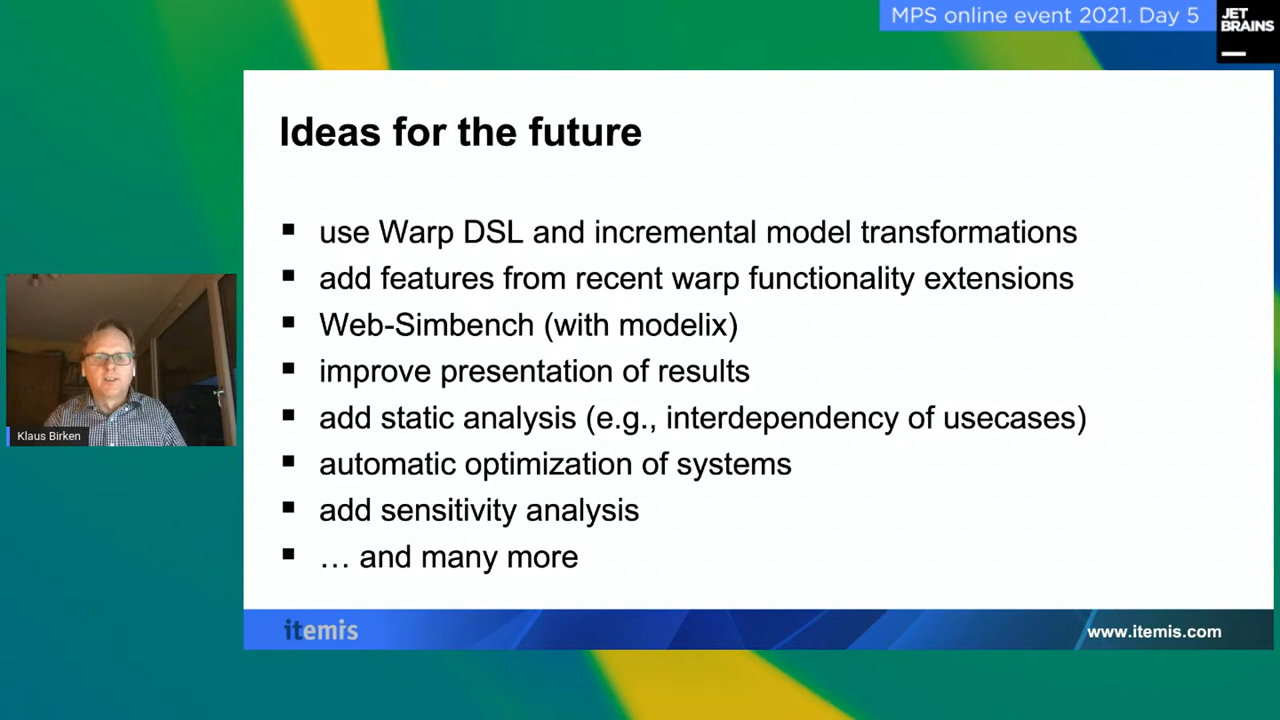 MPS online event 2021. Day 5
JET
BRAINS
Ideas for the future
▪ use Warp DSL and incremental model transformations
▪ add features from recent warp functionality extensions
▪ Web-Simbench (with modelix)
▪ improve presentation of results
▪ add static analysis (e.g., interdependency of usecases)
▪ automatic optimization of systems
▪ add sensitivity analysis
▪ … and many more
Klaus Birken
itemis
www.itemis.com